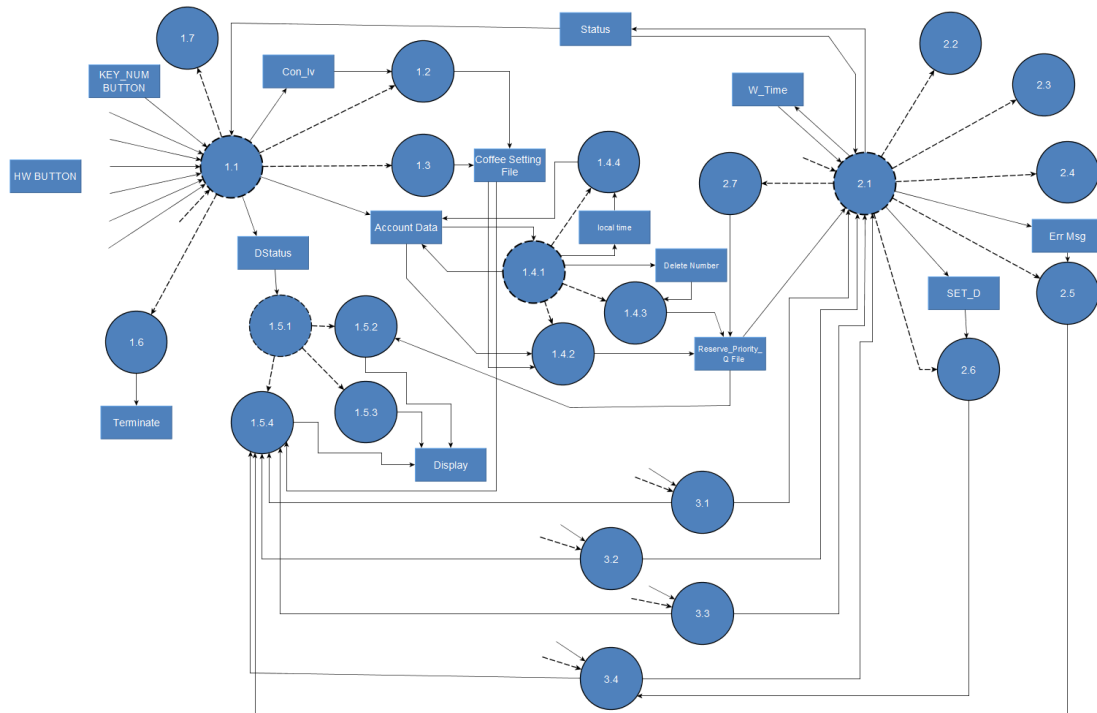 Status
1.7
2.2
KEY_NUM
BUTTON
Con_lv
1.2
W_Time
2.3
HW BUTTON
1.1
1.3
Coffee Setting
File
1.4.4
2.7
2.1
2.4
Account Data
local time
DStatus
1.4.1
Delete Number
Err Msg
SET_D
2.5
1.6
1.5.1
1.5.2
1.4.3
1.4.2
Reserve_Priority_
Q File
2.6
Terminate
1.5.4
1.5.3
Display
3.1
3.2
3.3
3.4